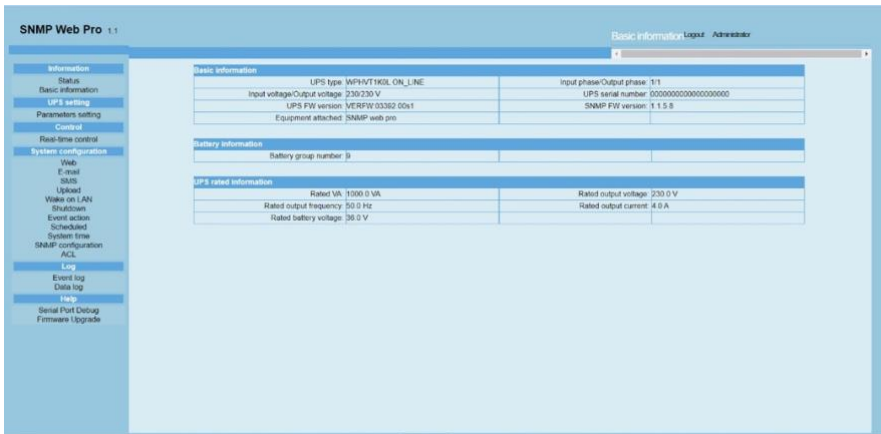 SNMP Web Pro 1.1
Basic information Logout Administrator
Information
Status
Basic information
UPS setting
Parameters setting
Control
Real-time control
System configuration
Web
E-mail
SMS
Upload
Wake on LAN
Shutdown
Event action
Scheduled
System time
SNMP configuration
ACL
Log
Event log
Data log
Help
Serial Port Debug
Firmware Upgrade
Basic information
UPS type: WPHVT1K0L ON_LINE Input phase/Output phase: 1/1
Input voltage/Output voltage: 230/230 V UPS serial number: 0000000000000000000
UPS FW version: VERFW:03382.00s1 SNMP FW version: 1.1.5.8
Equipment attached: SNMP web pro
Battery information
Battery group number:
UPS rated information
Rated VA: 1000.0 VA Rated output voltage: 230.0 V
Rated output frequency: 50.0 Hz Rated output current: 4.0 A
Rated battery voltage: 36.0 V